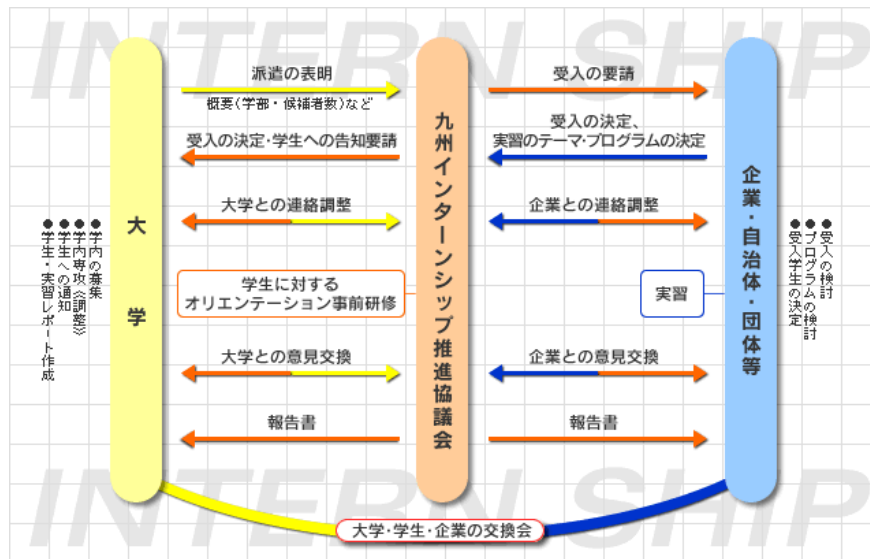 INTERN SHIP
派遣の表明
概要(学部・候補者数)など
受入の要請
受入の決定・学生への告知要請
受入の決定、
実習のテーマ・プログラムの決定
大学との連絡調整
企業との連絡調整
学生に対する
オリエンテーション事前研修
実習
大学との意見交換
企業との意見交換
報告書
報告書
大学
九州インターンシップ推進協議会
企業・自治体・団体等
●学内の募集
●学内専攻《調整》
●学生への通知
●学生・実習レポート作成
●受入の検討
●プログラムの検討
●受入学生の決定
大学・学生・企業の交換会
INTERN SHIP